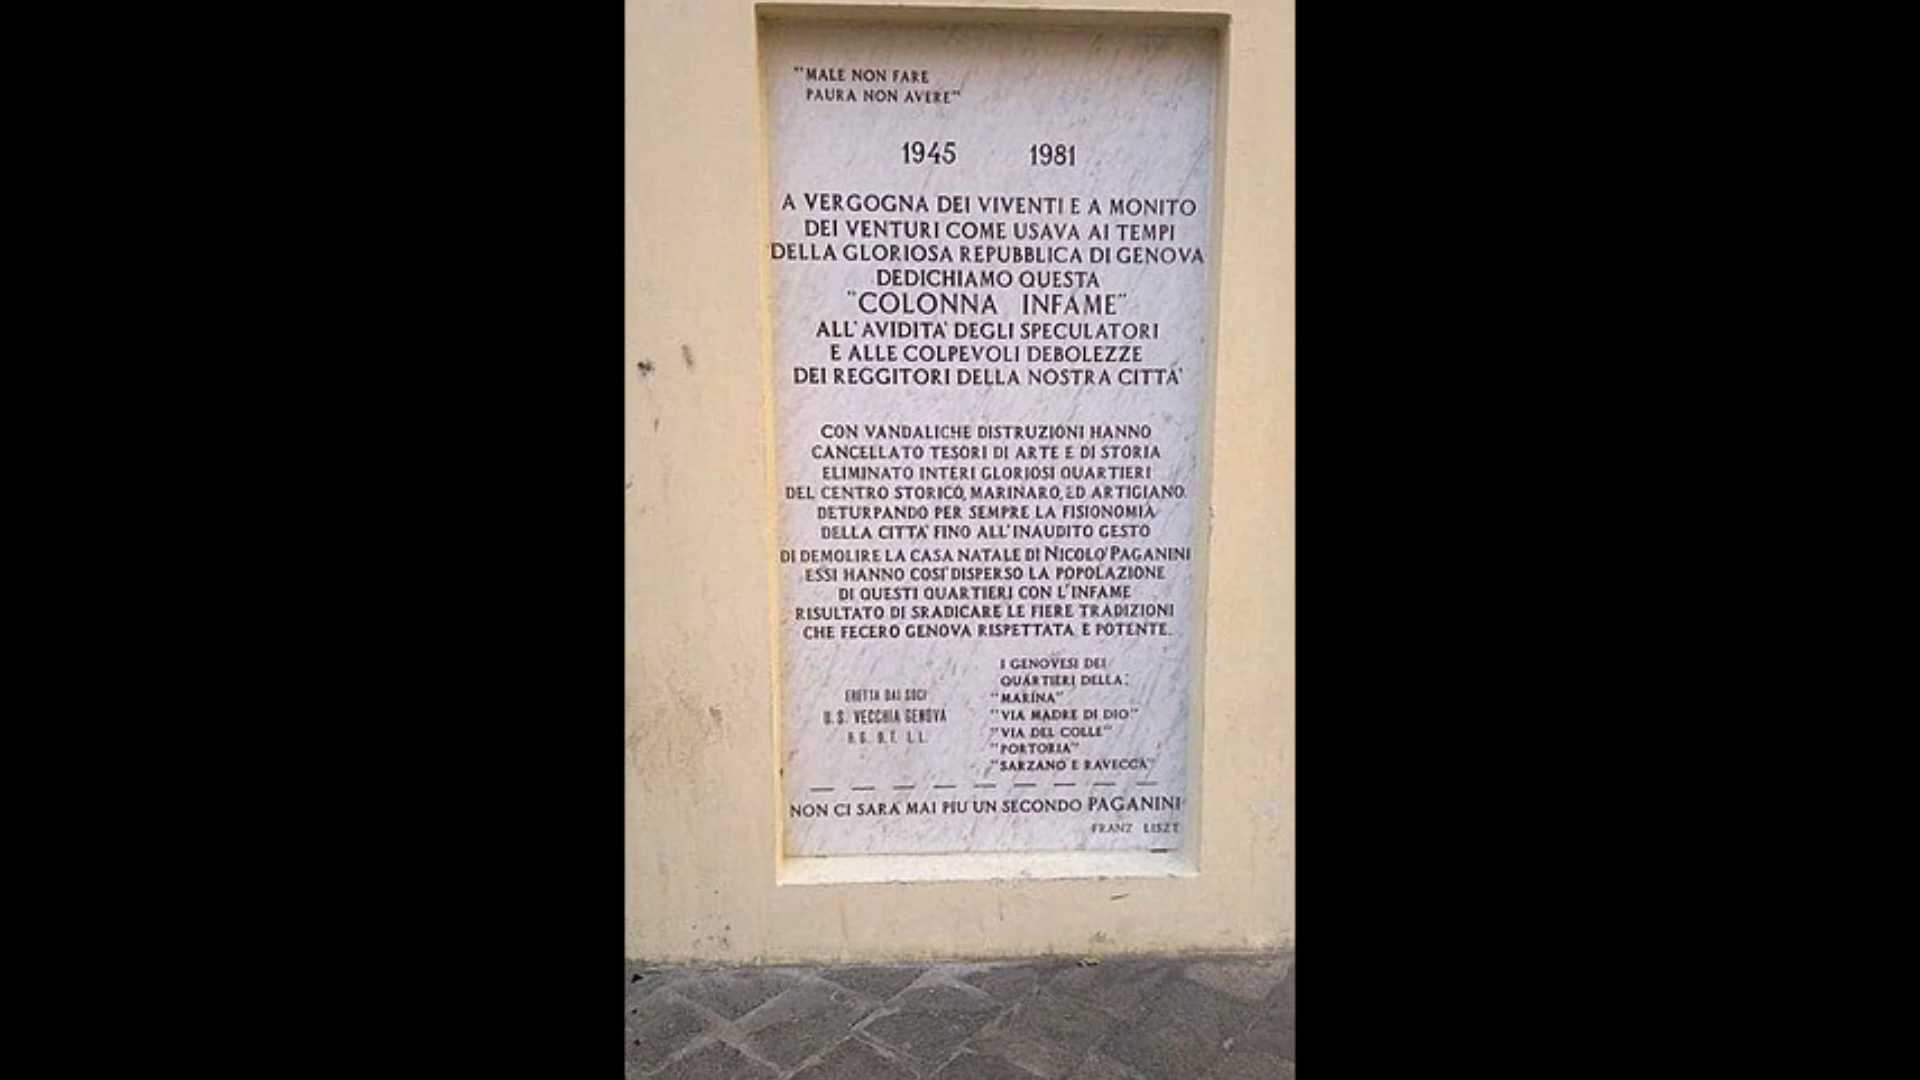 "MALE NON FARE
PAURA NON AVERE"
1945 1981
A VERGOGNA DEI VIVENTI E A MONITO
DEI VENTURI COME USAVA AI TEMPI
DELLA GLORIOSA REPUBBLICA DI GENOVA
DEDICHIAMO QUESTA
"COLONNA INFAME"
ALL'AVIDITA' DEGLI SPECULATORI
E ALLE COLPEVOLI DEBOLEZZE
DEI REGGITORI DELLA NOSTRA CITTA'
CON VANDALICHE DISTRUZIONI HANNO
CANCELLATO TESORI DI ARTE E DI STORIA
ELIMINATO INTERI GLORIOSI QUARTIERI
DEL CENTRO STORICO, MARINARO, ED ARTIGIANO.
DETURPANDO PER SEMPRE LA FISIONOMIA
DELLA CITTA' FINO ALL'INAUDITO GESTO
DI DEMOLIRE LA CASA NATALE DI NICOLO' PAGANINI
ESSI HANNO COSI' DISPERSO LA POPOLAZIONE
DI QUESTI QUARTIERI CON L'INFAME
RISULTATO DI SRADICARE LE FIERE TRADIZIONI
CHE FECERO GENOVA RISPETTATA E POTENTE.
ERETTA DAI SOCI
U.S. VECCHIA GENOVA
I GENOVESI DEI
QUARTIERI DELLA:
"MARINA"
"VIA MADRE DI DIO"
"VIA DEL COLLE"
"PORTORIA"
"SARZANO E RAVECCA"
NON CI SARA' MAI PIU' UN SECONDO PAGANINI
FRANZ LISZT